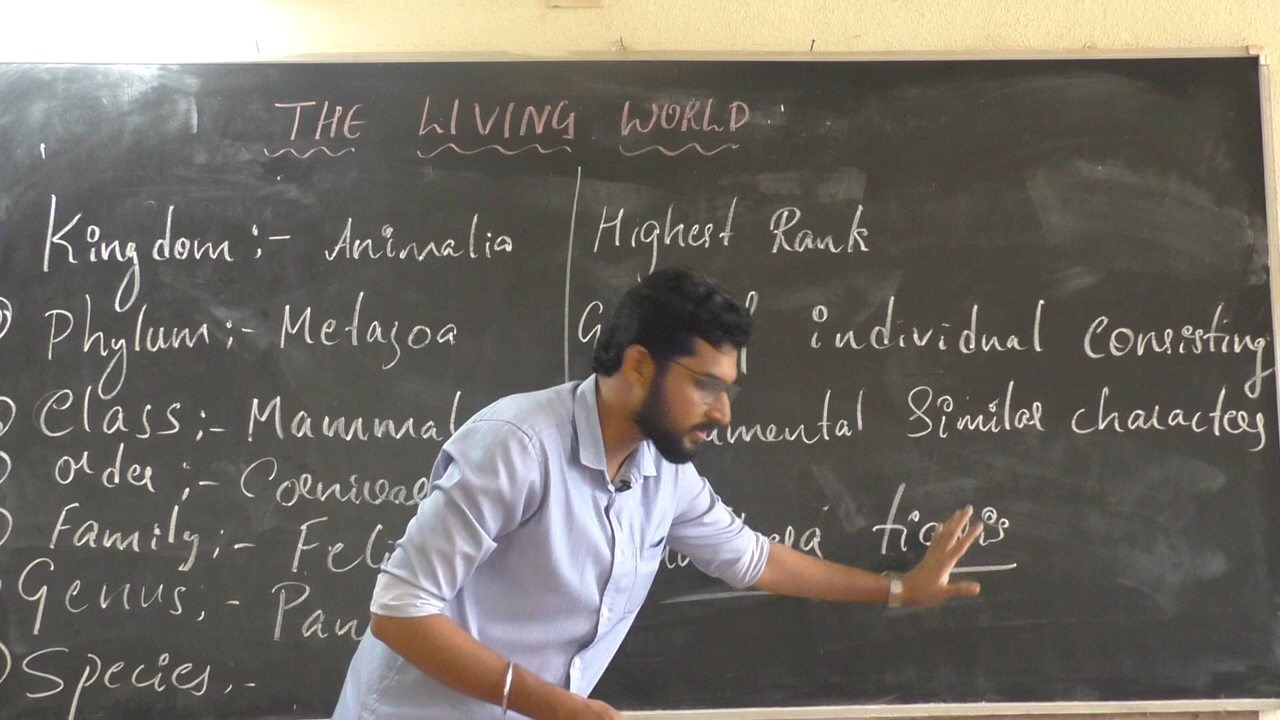 THE LIVING WORLD
Kingdom :- Animalia
Highest Rank
Phylum :- Metazoa
individual Consisting
Class :- Mammal
Similar characters
Order :-
Family :- Feli
Genus :- Pan
tigris
Species :-